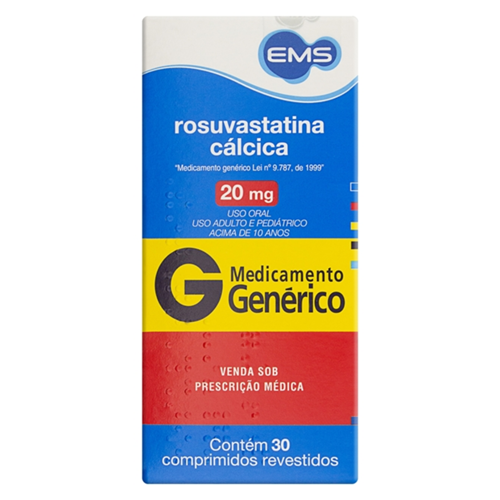 EMS
rosuvastatina
cálcica
"Medicamento genérico Lei nº 9.787, de 1999"
20 mg
USO ORAL
USO ADULTO E PEDIÁTRICO
ACIMA DE 10 ANOS
G Medicamento
Genérico
VENDA SOB
PRESCRIÇÃO MÉDICA
Contém 30
comprimidos revestidos